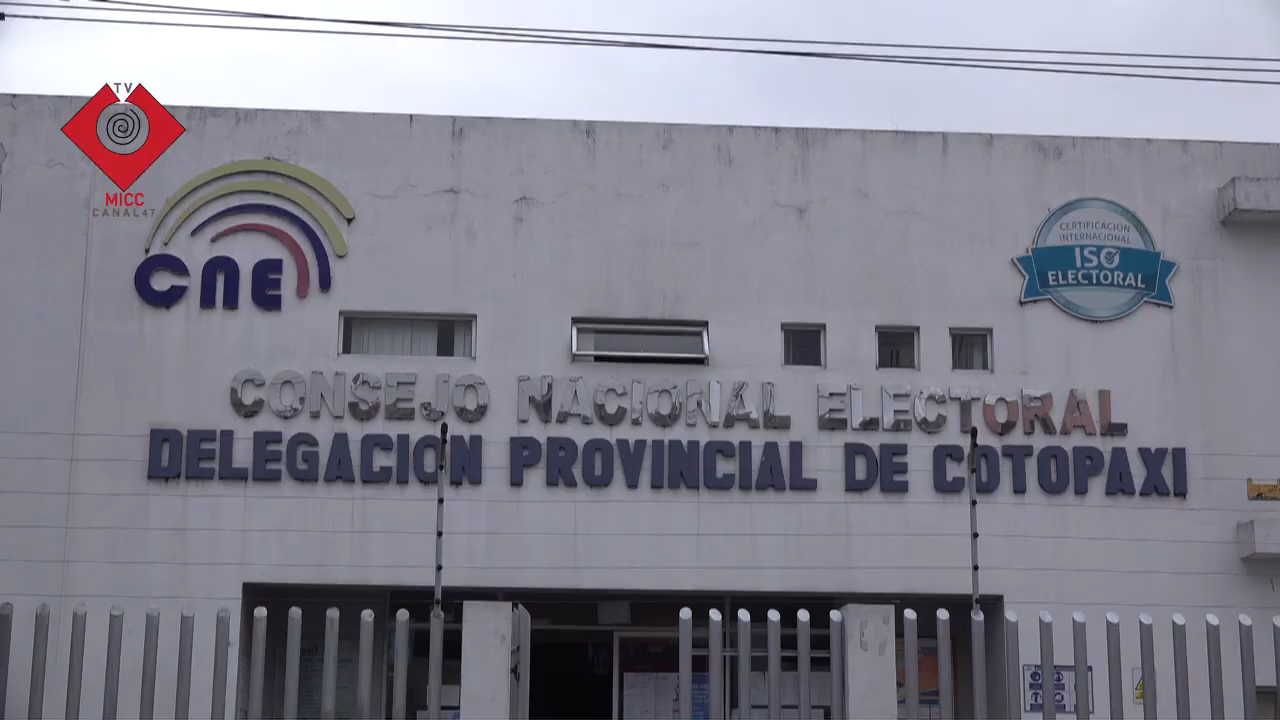 TV
MICC
CANAL47
CNE
CERTIFICACIÓN
INTERNACIONAL
ISO
ELECTORAL
CONSEJO NACIONAL ELECTORAL
DELEGACION PROVINCIAL DE COTOPAXI